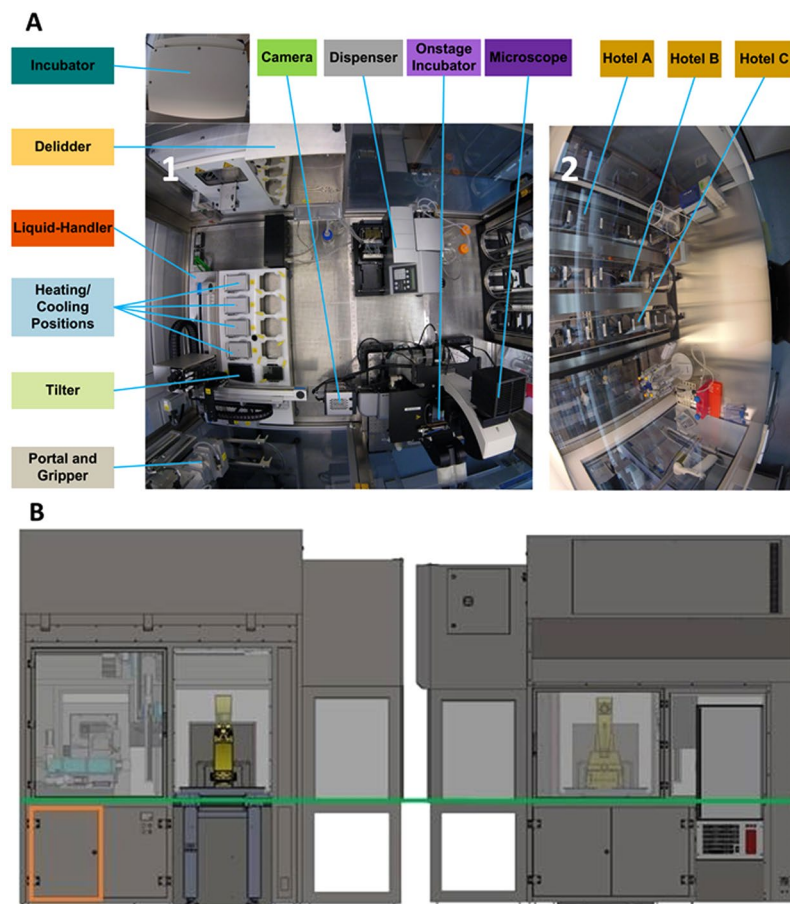 A
Incubator
Camera
Dispenser
Onstage
Incubator
Microscope
Hotel A
Hotel B
Hotel C
Delidder
1
2
Liquid-Handler
Heating/
Cooling
Positions
Tilter
Portal and
Gripper
B